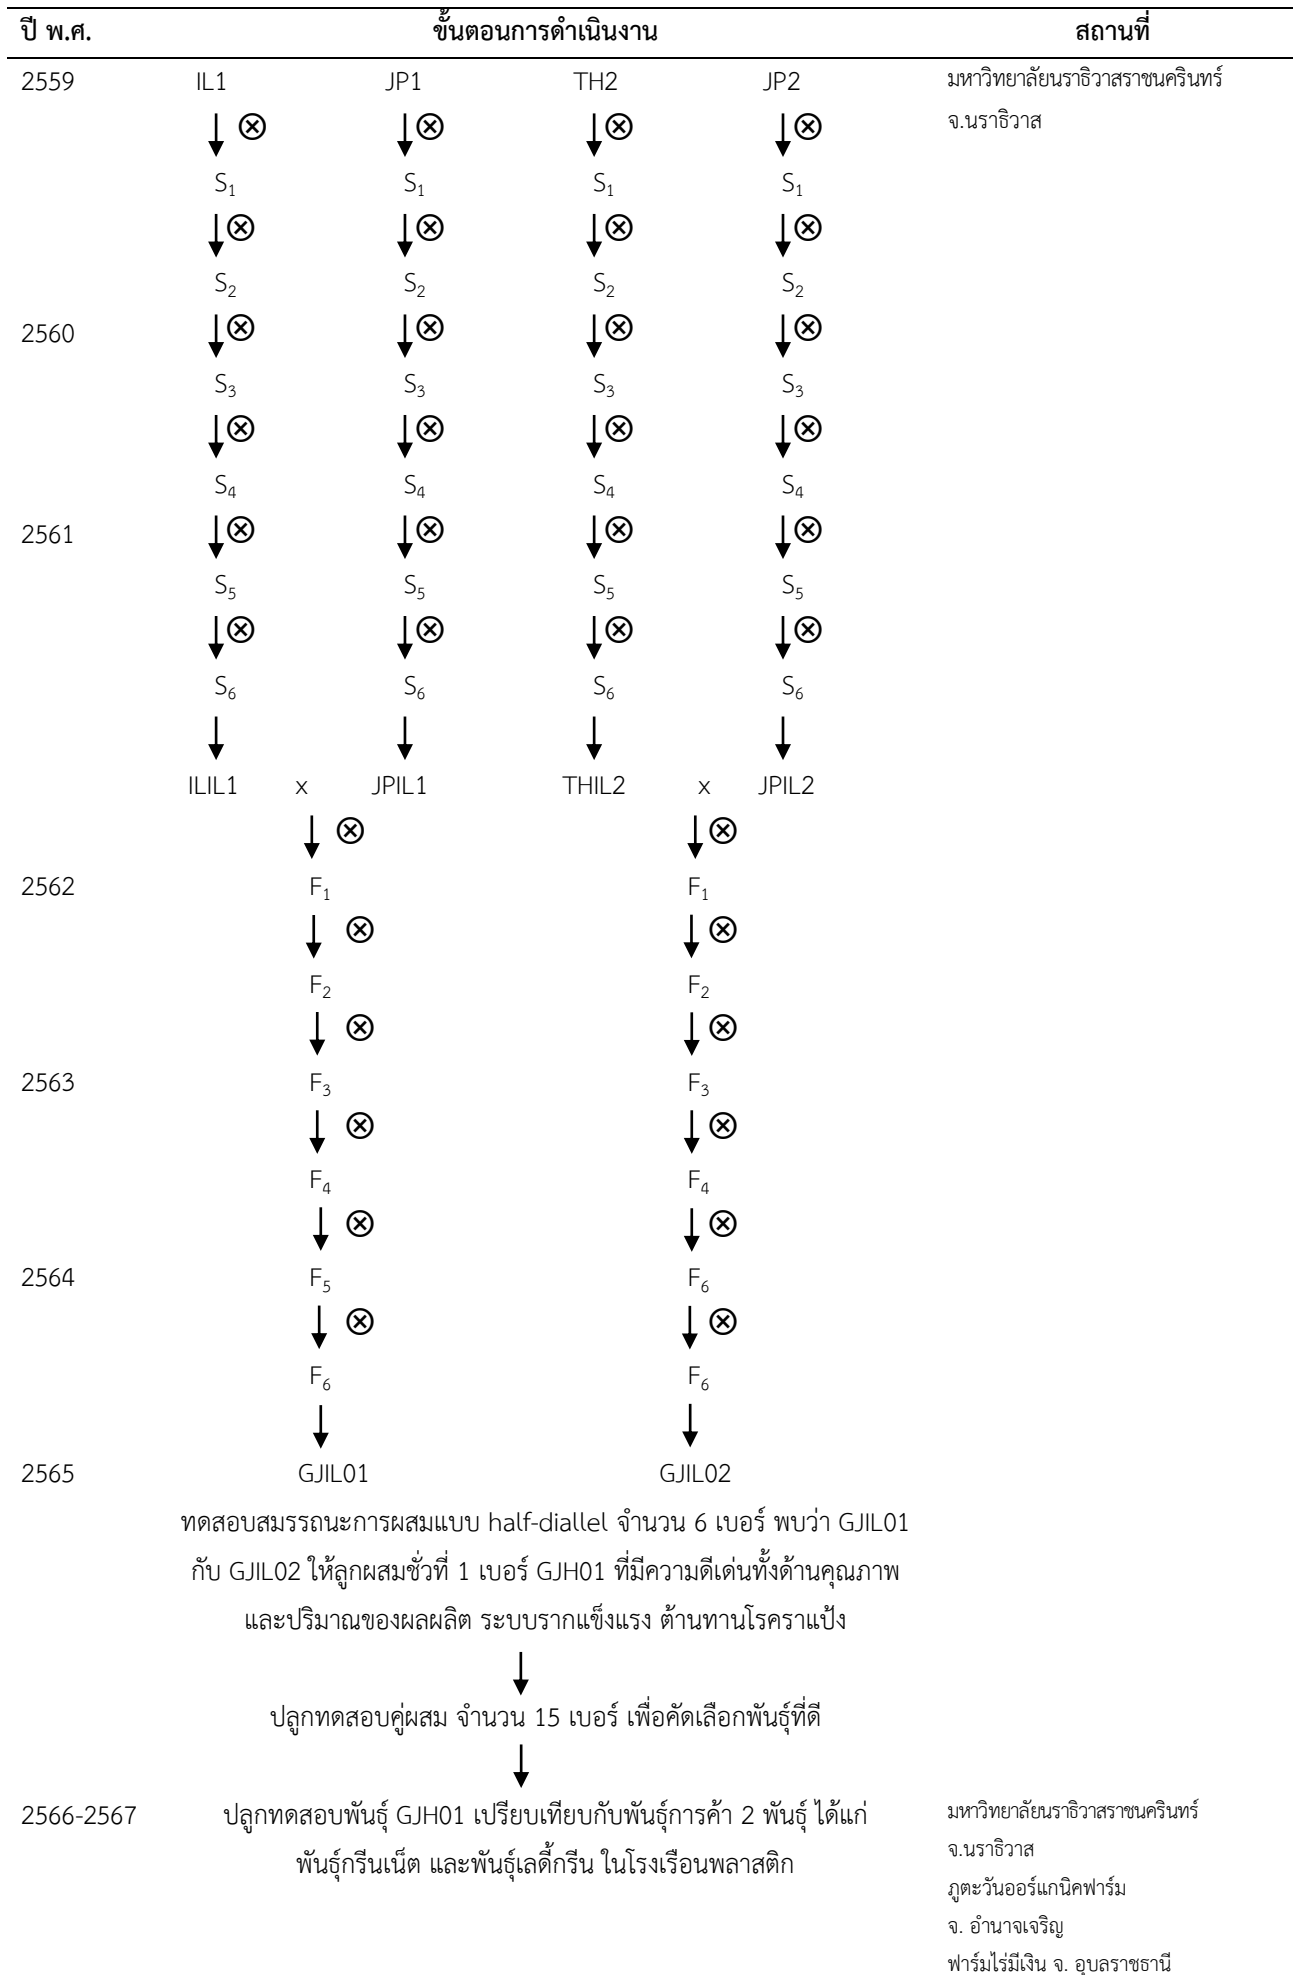 ปี พ.ศ. ขั้นตอนการดำเนินงาน สถานที่
2559 IL1 JP1 TH2 JP2 มหาวิทยาลัยนราธิวาสราชนครินทร์
⊗ ⊗ ⊗ ⊗ จ.นราธิวาส
S₁ S₁ S₁ S₁
⊗ ⊗ ⊗ ⊗
S₂ S₂ S₂ S₂
2560 ⊗ ⊗ ⊗ ⊗
S₃ S₃ S₃ S₃
⊗ ⊗ ⊗ ⊗
S₄ S₄ S₄ S₄
2561 ⊗ ⊗ ⊗ ⊗
S₅ S₅ S₅ S₅
⊗ ⊗ ⊗ ⊗
S₆ S₆ S₆ S₆
ILIL1 x JPIL1 THIL2 x JPIL2
⊗ ⊗
2562 F₁ F₁
⊗ ⊗
F₂ F₂
⊗ ⊗
2563 F₃ F₃
⊗ ⊗
F₄ F₄
⊗ ⊗
2564 F₅ F₆
⊗ ⊗
F₆ F₆
2565 GJIL01 GJIL02
ทดสอบสมรรถนะการผสมแบบ half-diallel จำนวน 6 เบอร์ พบว่า GJIL01
กับ GJIL02 ให้ลูกผสมชั่วที่ 1 เบอร์ GJH01 ที่มีความดีเด่นทั้งด้านคุณภาพ
และปริมาณของผลผลิต ระบบรากแข็งแรง ต้านทานโรคราแป้ง
ปลูกทดสอบคู่ผสม จำนวน 15 เบอร์ เพื่อคัดเลือกพันธุ์ที่ดี
2566-2567 ปลูกทดสอบพันธุ์ GJH01 เปรียบเทียบกับพันธุ์การค้า 2 พันธุ์ ได้แก่ มหาวิทยาลัยนราธิวาสราชนครินทร์
พันธุ์กรีนเน็ต และพันธุ์เลดี้กรีน ในโรงเรือนพลาสติก จ.นราธิวาส
ภูตะวันออร์แกนิคฟาร์ม
จ. อำนาจเจริญ
ฟาร์มไร่มีเงิน จ. อุบลราชธานี